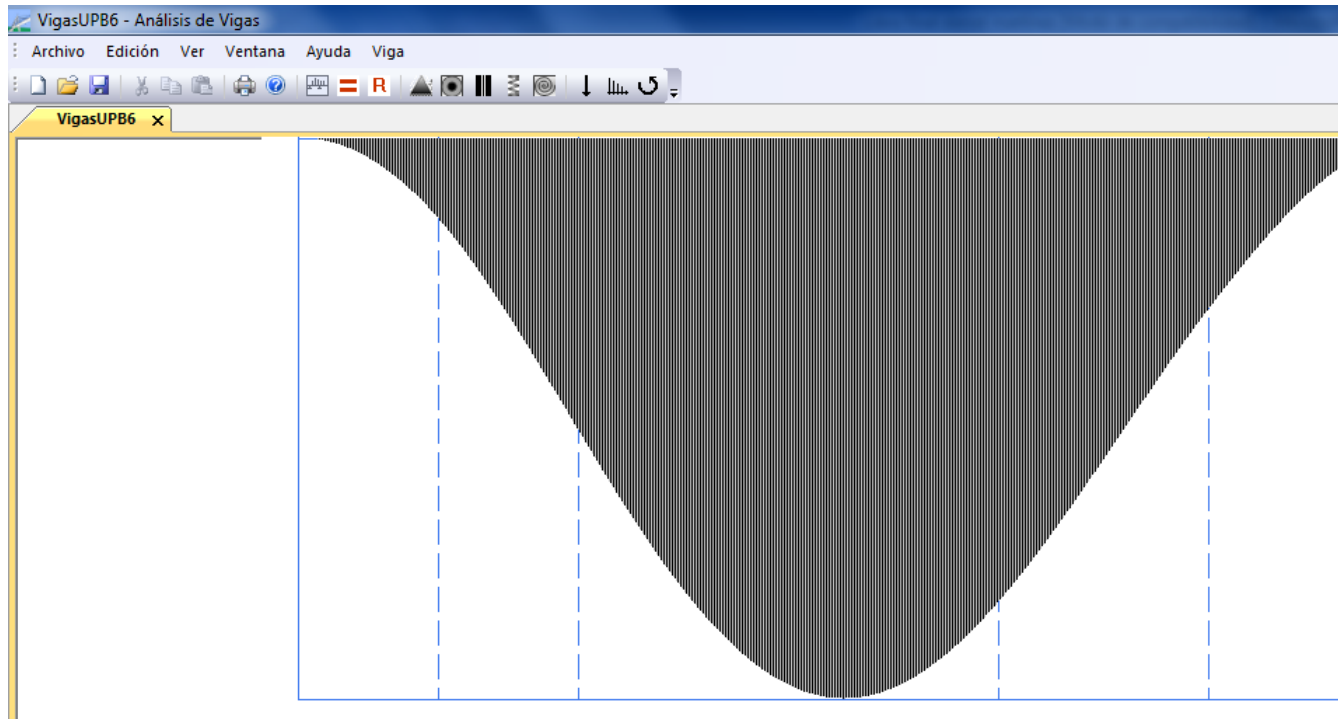 VigasUPB6 - Análisis de Vigas
Archivo Edición Ver Ventana Ayuda Viga
R
VigasUPB6 x